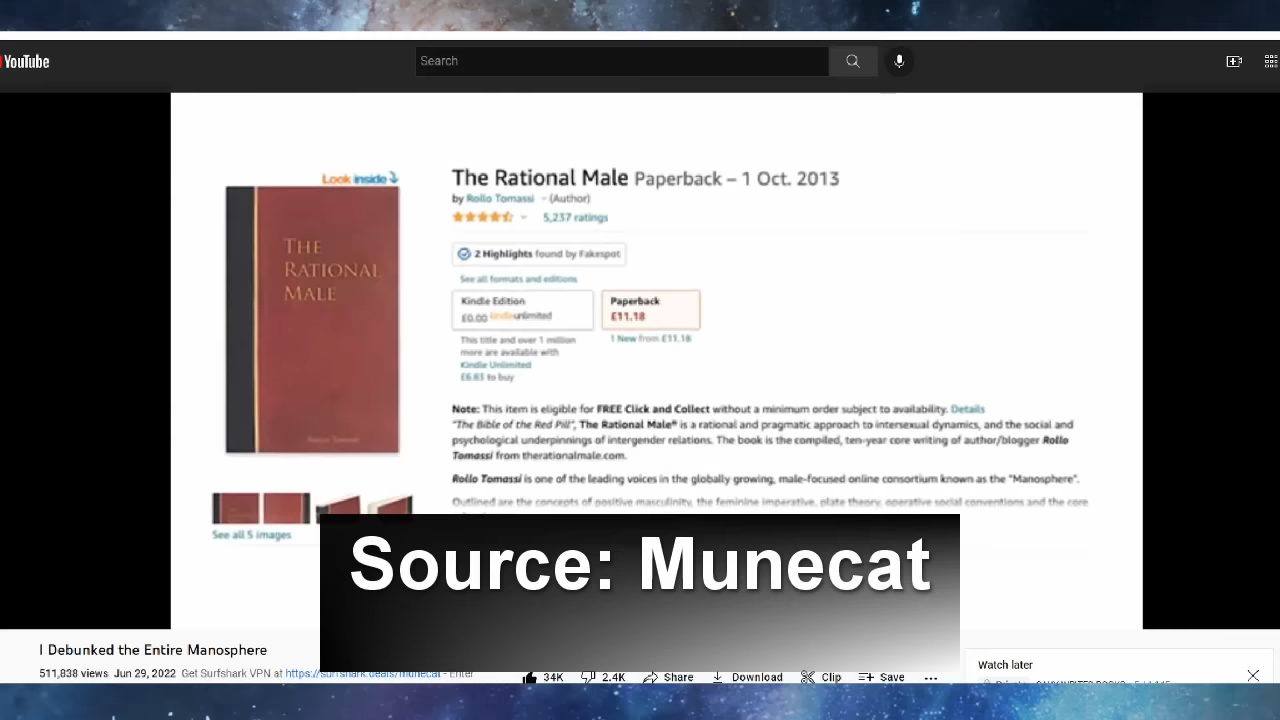 YouTube
Search
Look inside
The Rational Male Paperback – 1 Oct. 2013
by Rollo Tomassi (Author)
5,237 ratings
2 Highlights found by Fakespot
See all formats and editions
Kindle Edition
£0.00 kindleunlimited
Paperback
£11.18
This title and over 1 million
more are available with
Kindle Unlimited
£6.83 to buy
1 New from £11.18
THE
RATIONAL
MALE
Rollo Tomassi
Note: This item is eligible for FREE Click and Collect without a minimum order subject to availability. Details
"The Bible of the Red Pill", The Rational Male® is a rational and pragmatic approach to intersexual dynamics, and the social and
psychological underpinnings of intergender relations. The book is the compiled, ten-year core writing of author/blogger Rollo
Tomassi from therationalmale.com.
Rollo Tomassi is one of the leading voices in the globally growing, male-focused online consortium known as the "Manosphere".
Outlined are the concepts of positive masculinity, the feminine imperative, plate theory, operative social conventions and the core
See all 5 images
Source: Munecat
I Debunked the Entire Manosphere
511,838 views Jun 29, 2022 Get Surfshark VPN at https://surfshark.deals/munecat - Enter
34K
2.4K
Share
Download
Clip
Save
Watch later